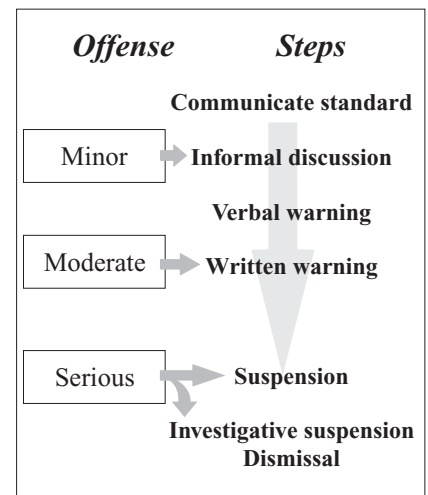 Offense Steps
Communicate standard
Minor Informal discussion
Verbal warning
Moderate Written warning
Serious Suspension
Investigative suspension
Dismissal